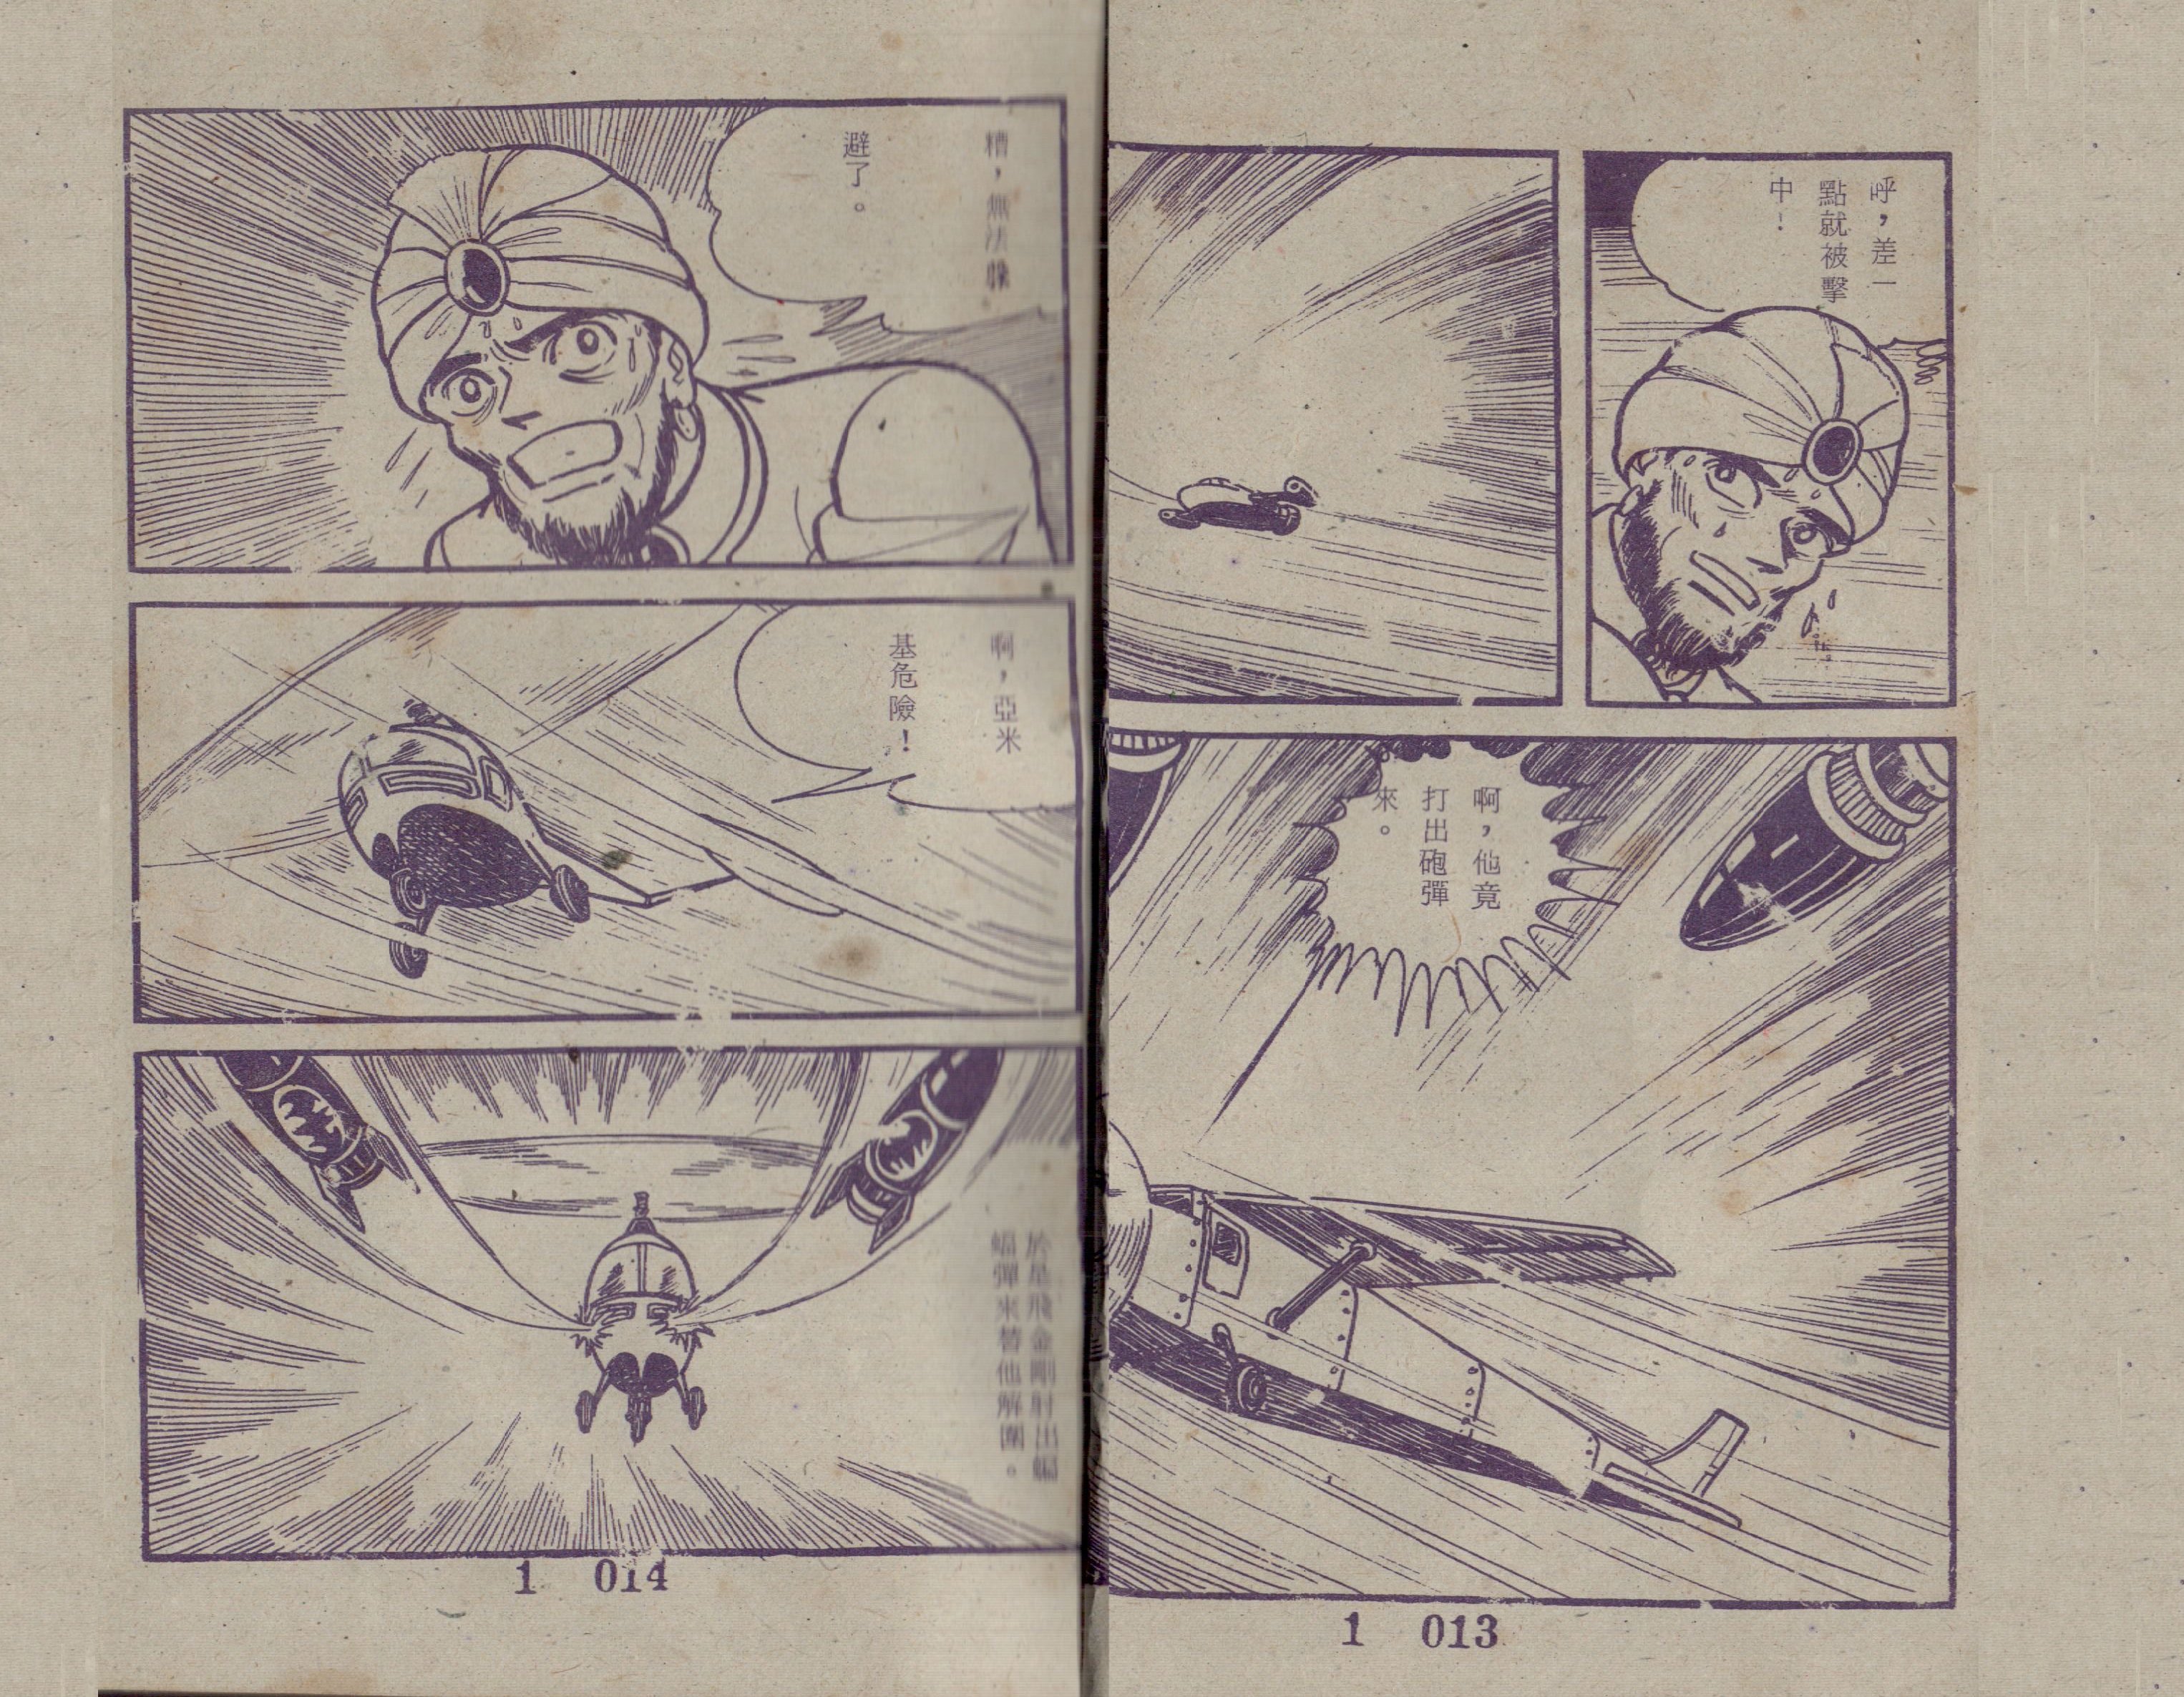 呼，差一
點就被擊
中！
啊，他竟
打出砲彈
來。
1 013
糟，無法躲
避了。
啊，亞米
基危險！
於是飛金剛射出蝙
蝠彈來替他解圍。
1 014